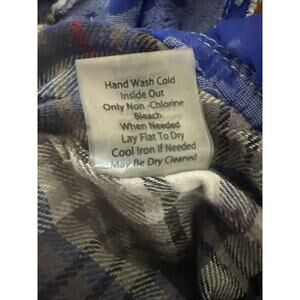 Hand Wash Cold
Inside Out
Only Non -Chlorine
Bleach
When Needed
Lay Flat To Dry
Cool Iron If Needed
May Be Dry Cleaned